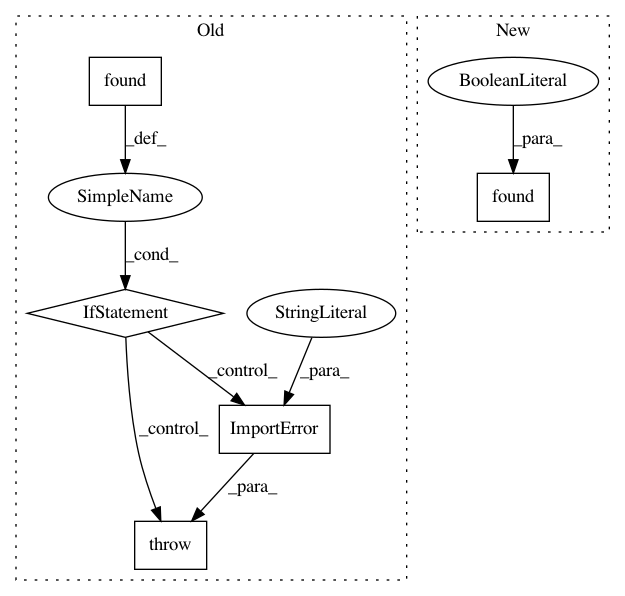 Old
New
found
BooleanLiteral
_def_
_para_
SimpleName
found
_cond_
IfStatement
StringLiteral
_control_
_para_
_control_
ImportError
_para_
throw